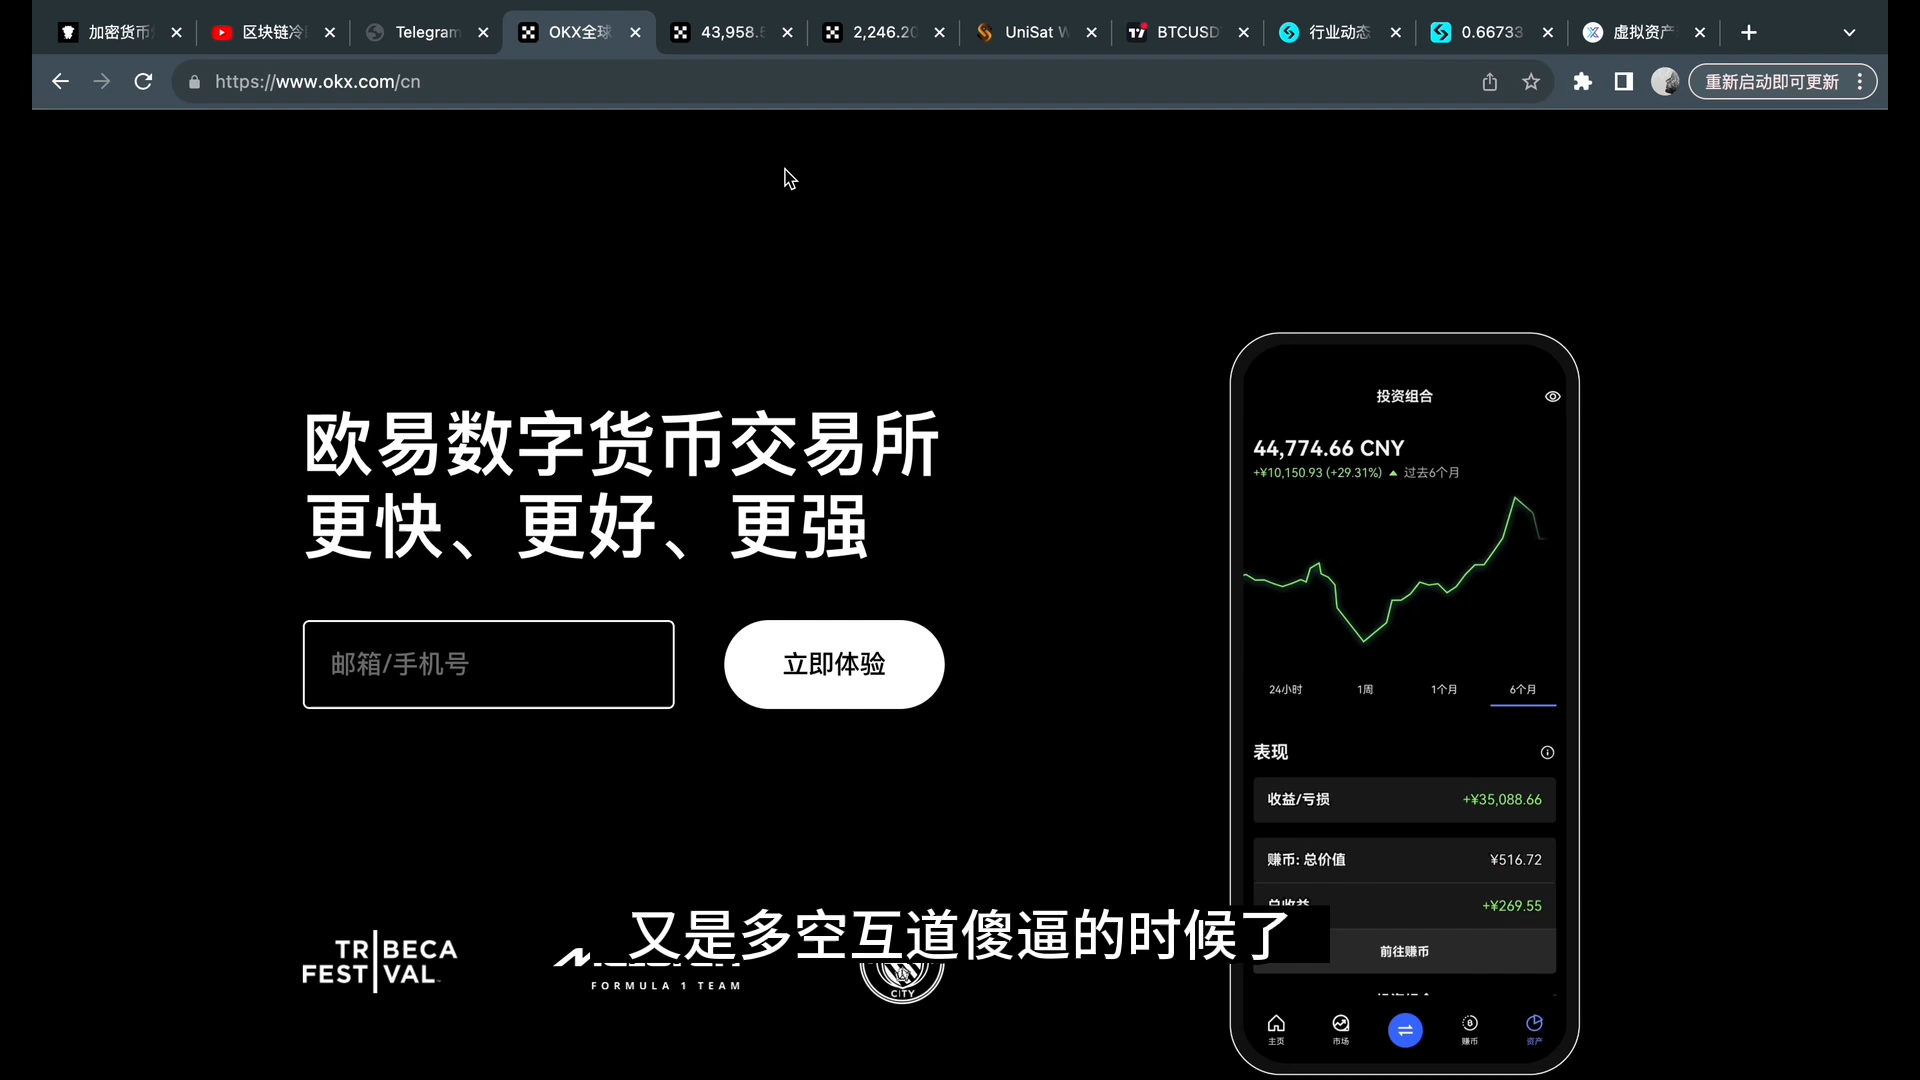 加密货币
区块链冷
Telegram
OKX全球
43,958.5
2,246.20
UniSat W
BTCUSD
行业动态
0.66733
虚拟资产
https://www.okx.com/cn
重新启动即可更新
欧易数字货币交易所
更快、更好、更强
邮箱/手机号
立即体验
TRIBECA
FESTIVAL
FORMULA 1 TEAM
CITY
投资组合
44,774.66 CNY
+¥10,150.93 (+29.31%) ▲ 过去6个月
24小时 1周 1个月 6个月
表现
收益/亏损 +¥35,088.66
赚币: 总价值 ¥516.72
总收益 +¥269.55
前往赚币
主页 市场 赚币 资产
又是多空互道傻逼的时候了